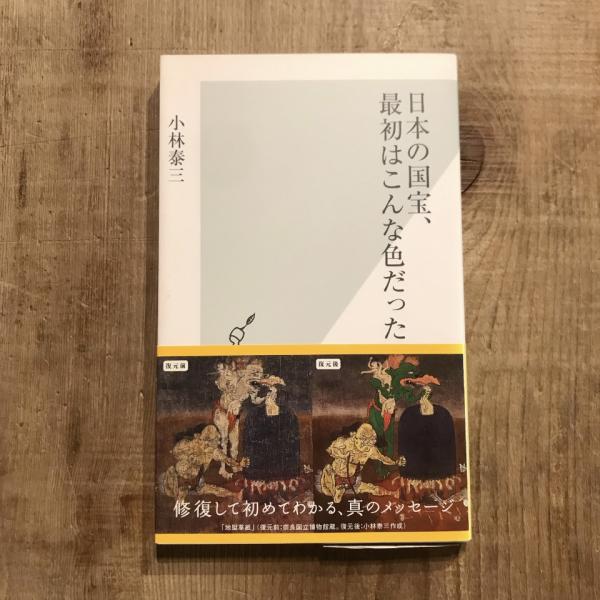 日本の国宝、
最初はこんな色だった
小林泰三
復元前
復元後
修復して初めてわかる、真のメッセージ
「地獄草紙」（復元前：奈良国立博物館蔵。復元後：小林泰三作成）